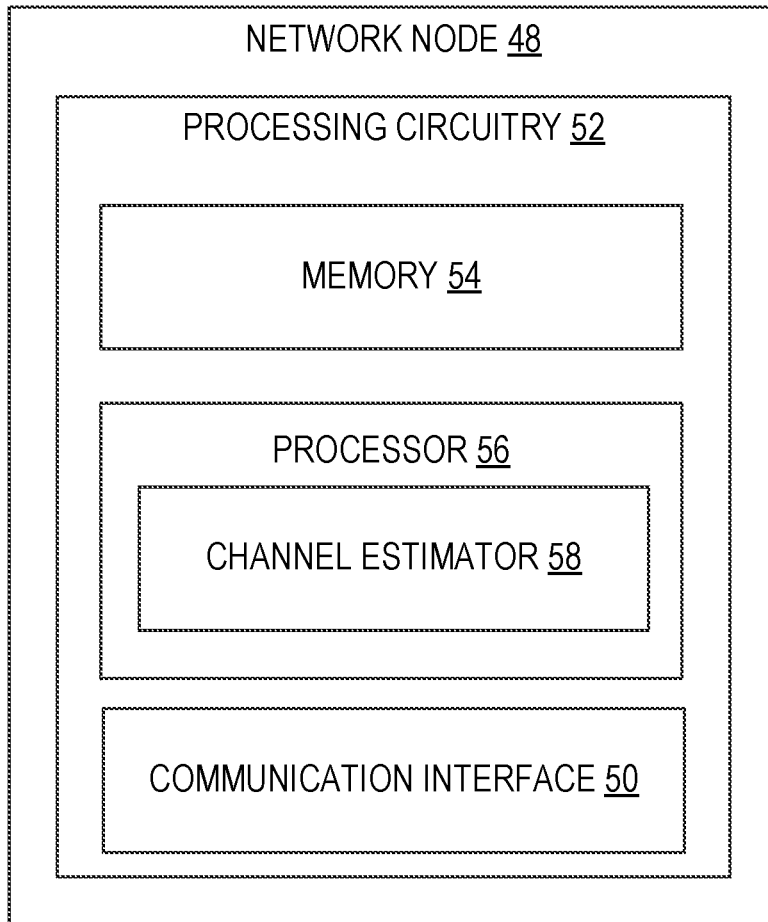 NETWORK NODE 48
PROCESSING CIRCUITRY 52
MEMORY 54
PROCESSOR 56
CHANNEL ESTIMATOR 58
COMMUNICATION INTERFACE 50